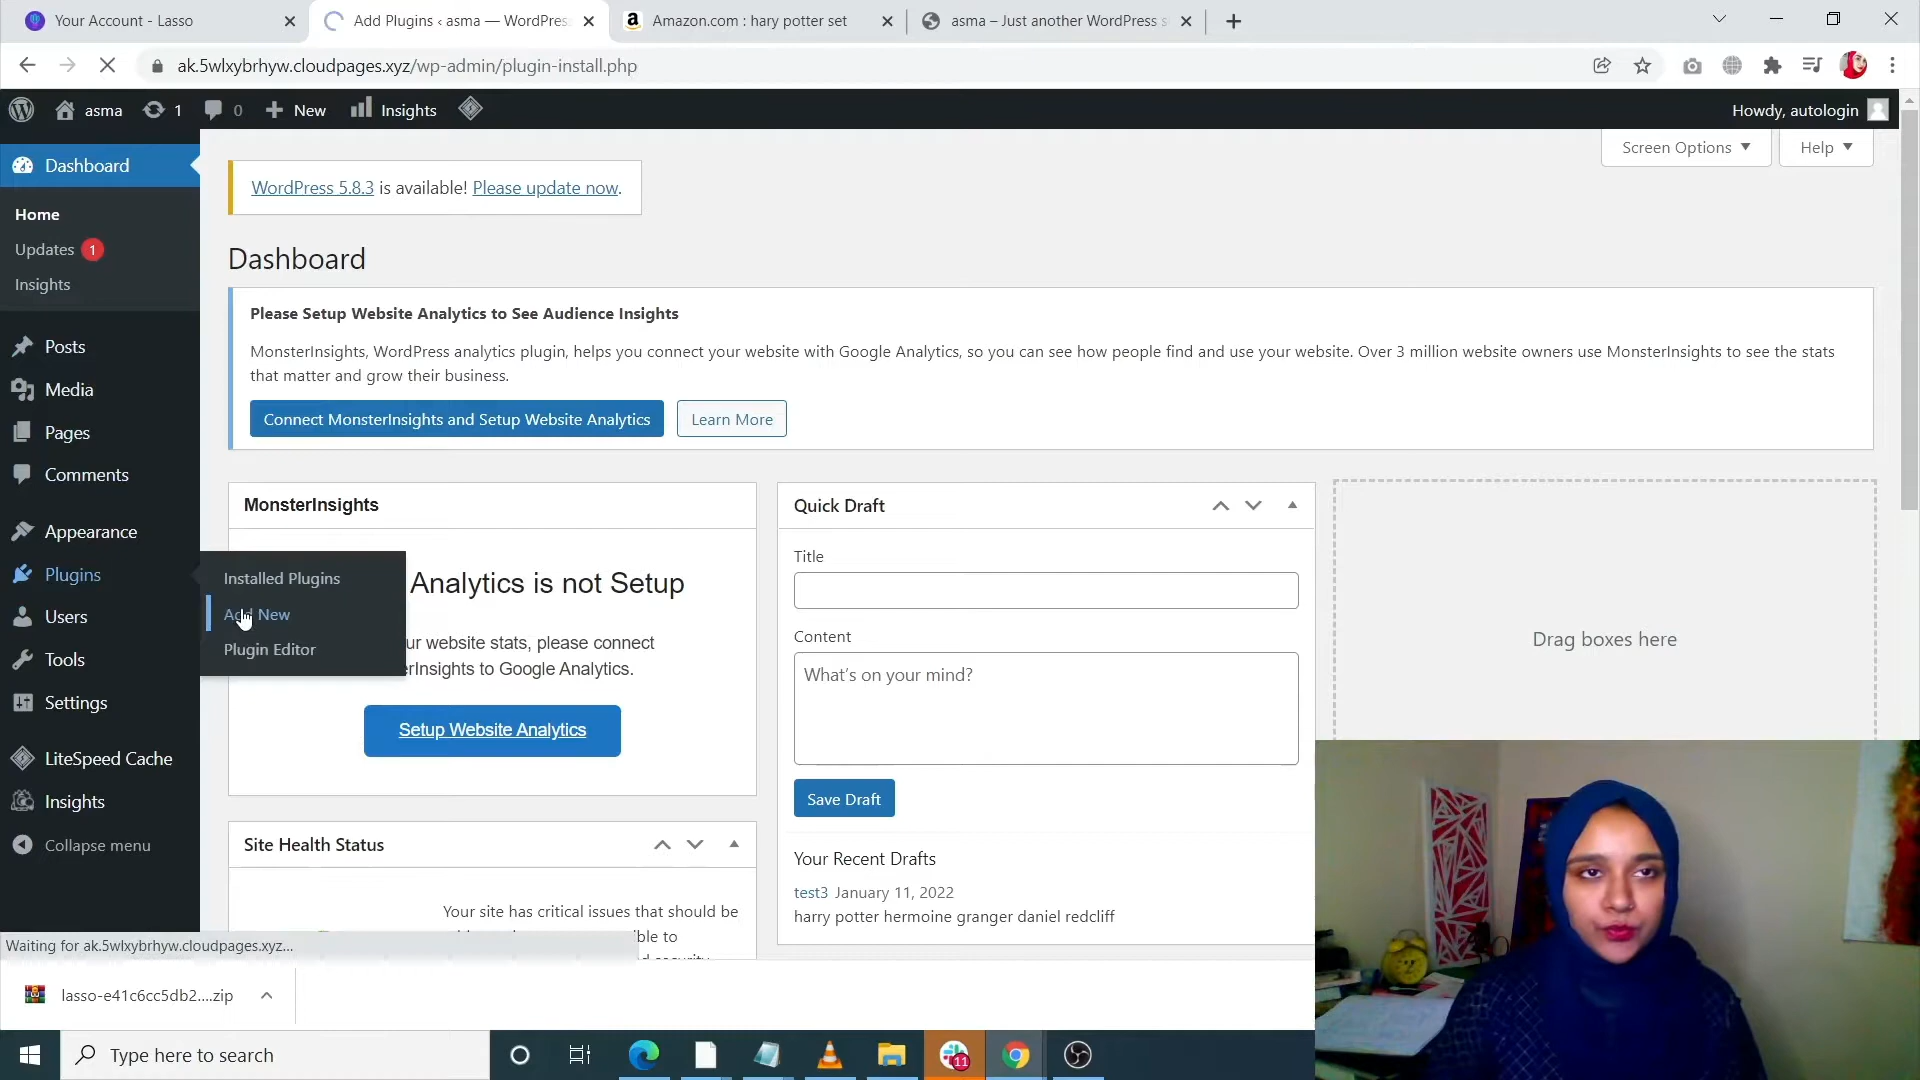 Your Account - Lasso
Add Plugins ‹ asma — WordPress
Amazon.com : hary potter set
asma – Just another WordPress s
ak.5wlxybrhyw.cloudpages.xyz/wp-admin/plugin-install.php
asma
1
0
New
Insights
Howdy, autologin
Screen Options
Help
Dashboard
Home
Updates 1
Insights
Posts
Media
Pages
Comments
Appearance
Plugins
Users
Tools
Settings
LiteSpeed Cache
Insights
Collapse menu
Installed Plugins
Add New
Plugin Editor
WordPress 5.8.3 is available! Please update now.
Dashboard
Please Setup Website Analytics to See Audience Insights
MonsterInsights, WordPress analytics plugin, helps you connect your website with Google Analytics, so you can see how people find and use your website. Over 3 million website owners use MonsterInsights to see the stats
that matter and grow their business.
Connect MonsterInsights and Setup Website Analytics
Learn More
MonsterInsights
Analytics is not Setup
ur website stats, please connect
erInsights to Google Analytics.
Setup Website Analytics
Site Health Status
Your site has critical issues that should be
Quick Draft
Title
Content
What's on your mind?
Save Draft
Your Recent Drafts
test3 January 11, 2022
harry potter hermoine granger daniel redcliff
Drag boxes here
Waiting for ak.5wlxybrhyw.cloudpages.xyz...
lasso-e41c6cc5db2....zip
Type here to search
11